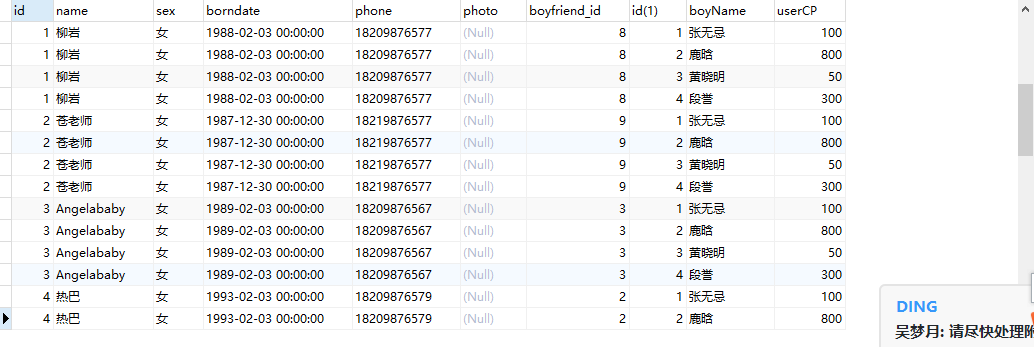 id name sex borndate phone photo boyfriend_id id(1) boyName userCP
1 柳岩 女 1988-02-03 00:00:00 18209876577 (Null) 8 1 张无忌 100
1 柳岩 女 1988-02-03 00:00:00 18209876577 (Null) 8 2 鹿晗 800
1 柳岩 女 1988-02-03 00:00:00 18209876577 (Null) 8 3 黄晓明 50
1 柳岩 女 1988-02-03 00:00:00 18209876577 (Null) 8 4 段誉 300
2 苍老师 女 1987-12-30 00:00:00 18219876577 (Null) 9 1 张无忌 100
2 苍老师 女 1987-12-30 00:00:00 18219876577 (Null) 9 2 鹿晗 800
2 苍老师 女 1987-12-30 00:00:00 18219876577 (Null) 9 3 黄晓明 50
2 苍老师 女 1987-12-30 00:00:00 18219876577 (Null) 9 4 段誉 300
3 Angelababy 女 1989-02-03 00:00:00 18209876567 (Null) 3 1 张无忌 100
3 Angelababy 女 1989-02-03 00:00:00 18209876567 (Null) 3 2 鹿晗 800
3 Angelababy 女 1989-02-03 00:00:00 18209876567 (Null) 3 3 黄晓明 50
3 Angelababy 女 1989-02-03 00:00:00 18209876567 (Null) 3 4 段誉 300
4 热巴 女 1993-02-03 00:00:00 18209876579 (Null) 2 1 张无忌 100
4 热巴 女 1993-02-03 00:00:00 18209876579 (Null) 2 2 鹿晗 800
DING
吴梦月: 请尽快处理附